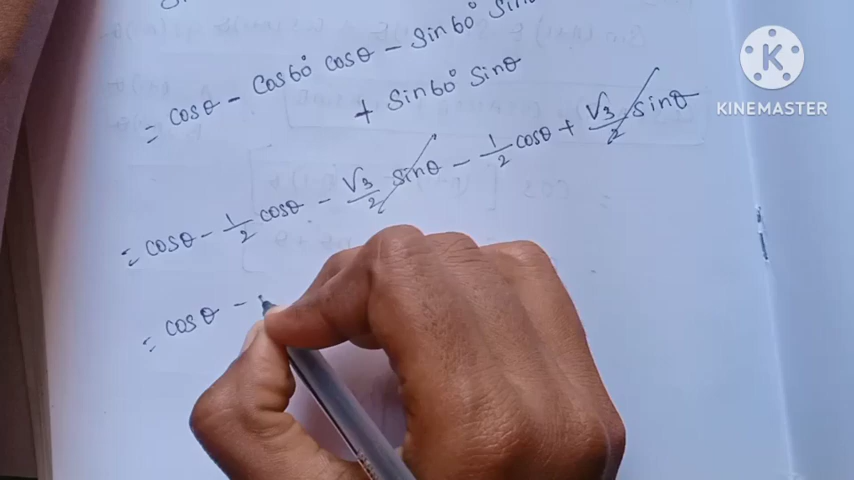 = cosθ - cos60° cosθ - sin60° sinθ
+ sin60° sinθ
= cosθ - 1/2 cosθ - √3/2 sinθ - 1/2 cosθ + √3/2 sinθ
= cosθ -
K
KINEMASTER